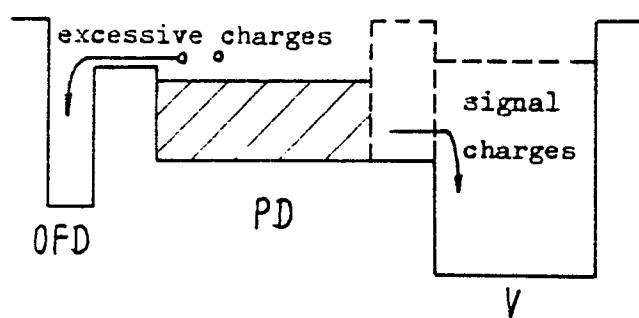 excessive charges
signal
charges
OFD
PD
V